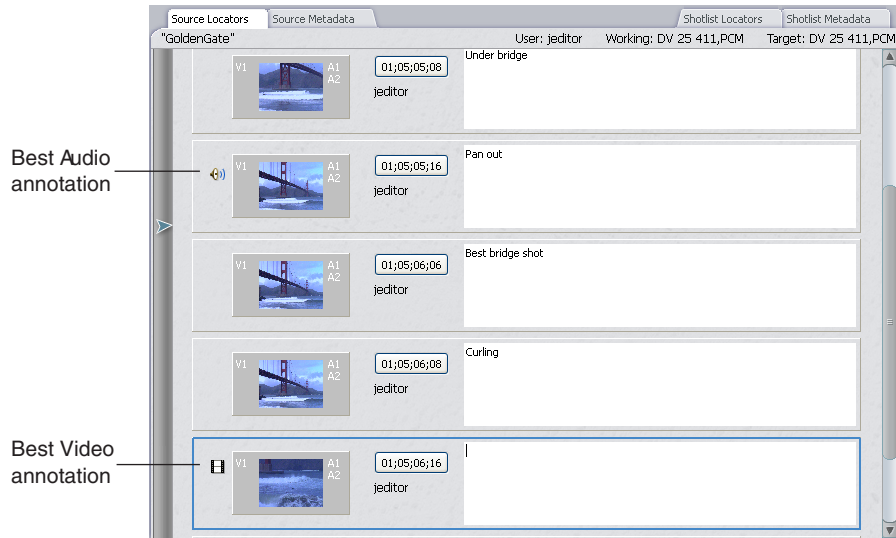 Source Locators Source Metadata Shotlist Locators Shotlist Metadata
"GoldenGate" User: jeditor Working: DV 25 411,PCM Target: DV 25 411,PCM
V1 A1 01;05;05;08 Under bridge
A2
jeditor
Best Audio annotation
V1 A1 01;05;05;16 Pan out
A2
jeditor
V1 A1 01;05;06;06 Best bridge shot
A2
jeditor
V1 A1 01;05;06;08 Curling
A2
jeditor
Best Video annotation
V1 A1 01;05;06;16
A2
jeditor